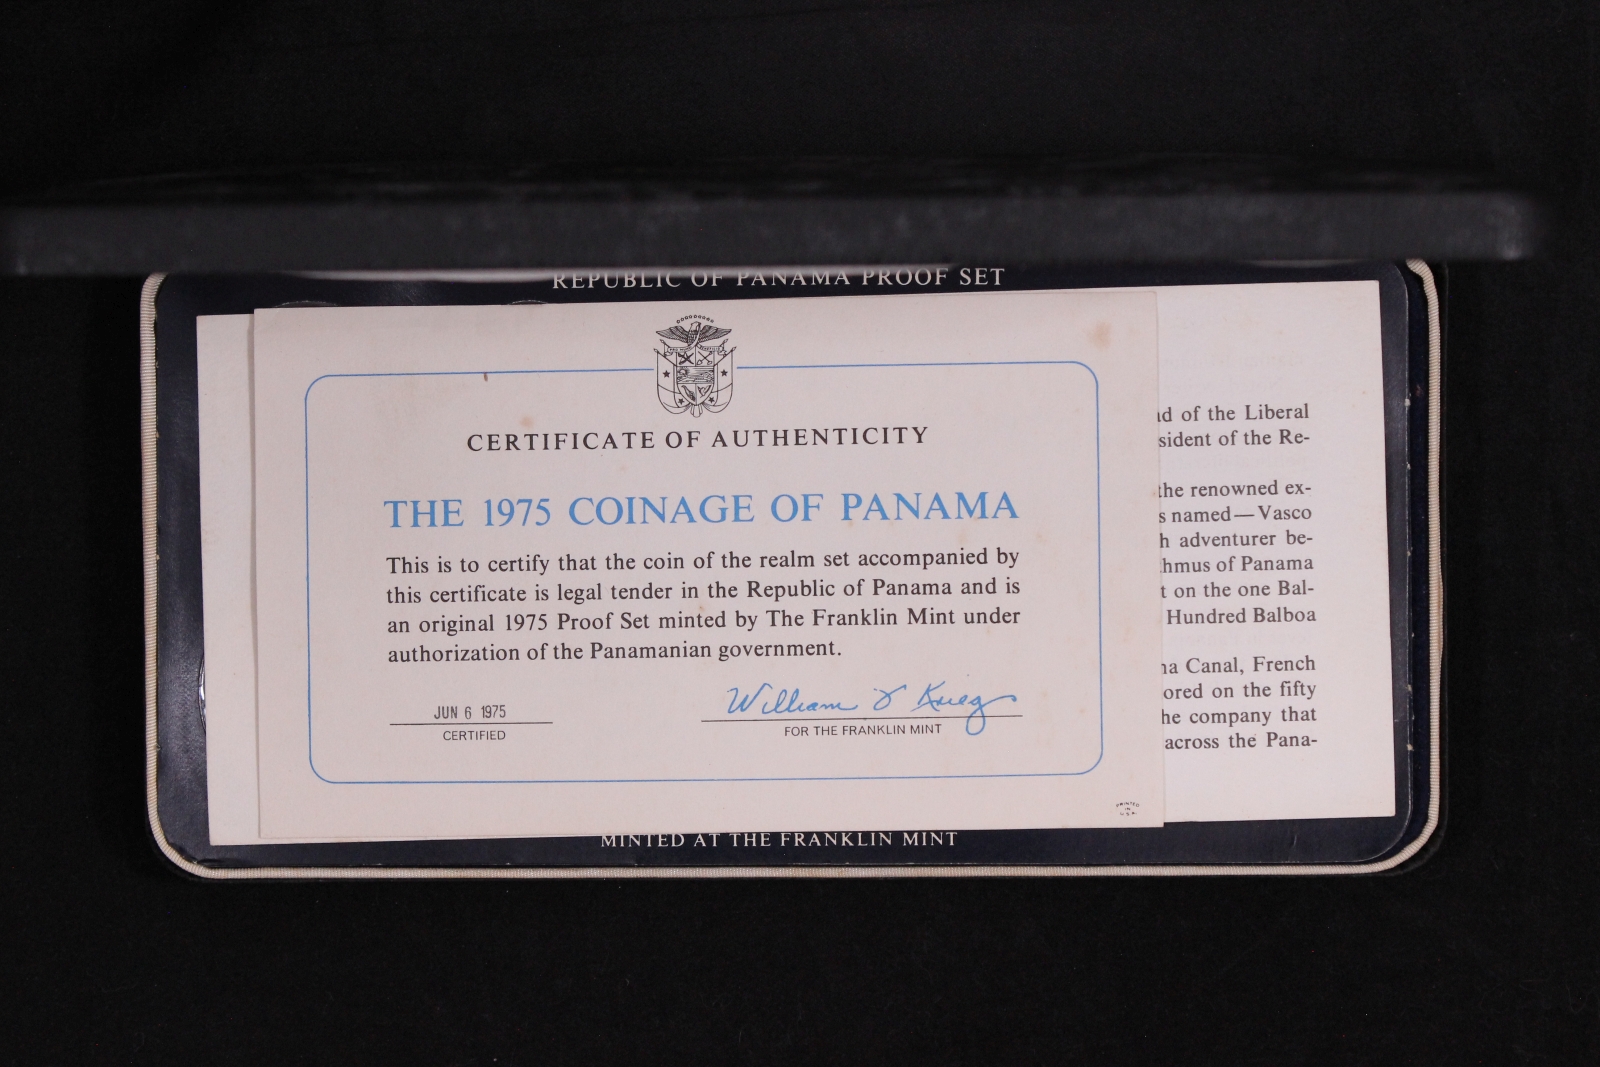 REPUBLIC OF PANAMA PROOF SET
CERTIFICATE OF AUTHENTICITY
THE 1975 COINAGE OF PANAMA
This is to certify that the coin of the realm set accompanied by
this certificate is legal tender in the Republic of Panama and is
an original 1975 Proof Set minted by The Franklin Mint under
authorization of the Panamanian government.
JUN 6 1975
CERTIFIED
William J Krieg
FOR THE FRANKLIN MINT
PRINTED
IN
U.S.A.
of the Liberal
sident of the Re-
the renowned ex-
s named—Vasco
h adventurer be-
hmus of Panama
t on the one Bal-
Hundred Balboa
na Canal, French
ored on the fifty
he company that
across the Pana-
MINTED AT THE FRANKLIN MINT